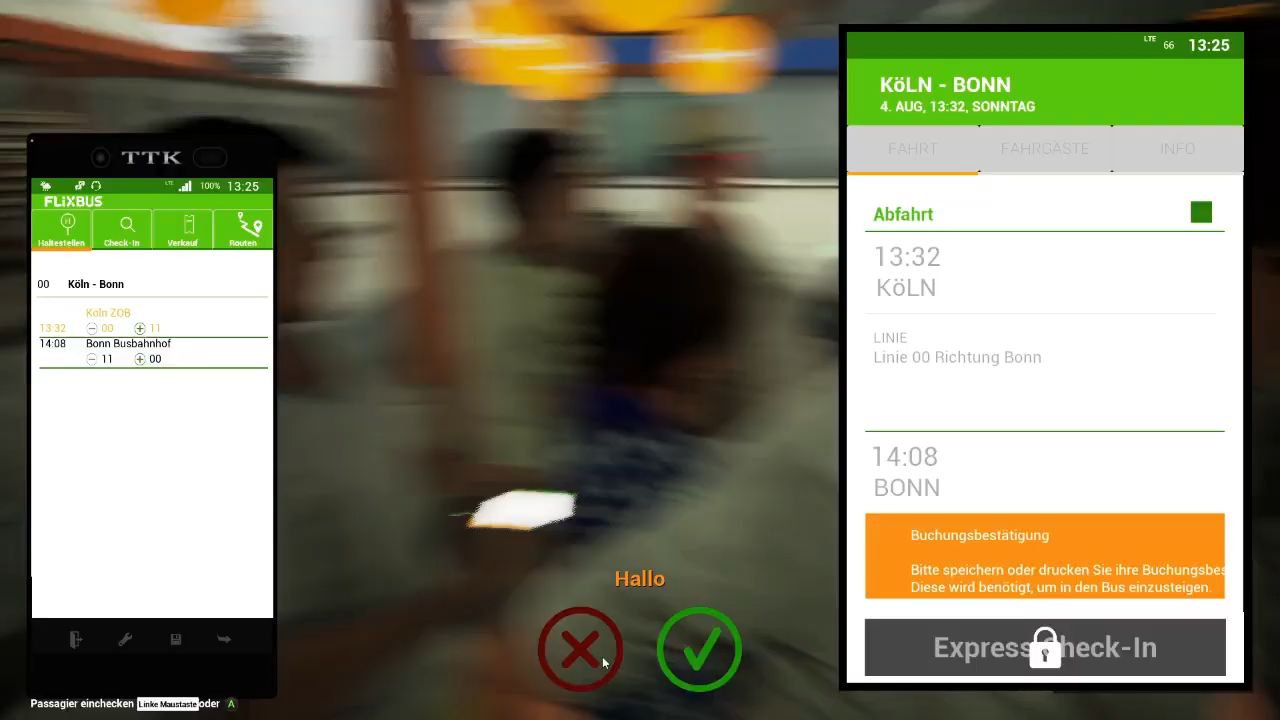 TTK
LTE
100%
13:25
FLiXBUS
Haltestellen
Check-In
Verkauf
Routen
00 Köln - Bonn
Köln ZOB
13:32 00 11
14:08 Bonn Busbahnhof
11 00
Passagier einchecken Linke Maustaste oder A
Hallo
LTE 66 13:25
KöLN - BONN
4. AUG, 13:32, SONNTAG
FAHRT
FAHRGÄSTE
INFO
Abfahrt
13:32
KöLN
LINIE
Linie 00 Richtung Bonn
14:08
BONN
Buchungsbestätigung
Bitte speichern oder drucken Sie ihre Buchungsbes
Diese wird benötigt, um in den Bus einzusteigen.
Express Check-In